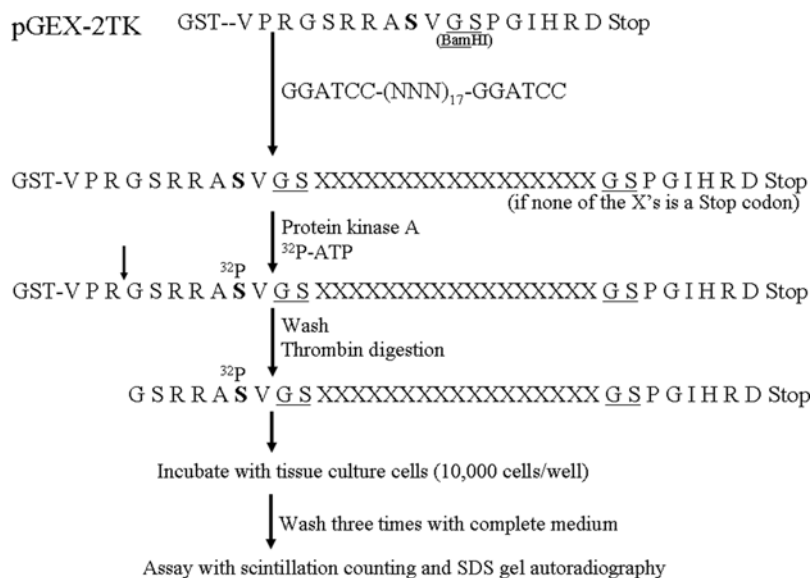 pGEX-2TK GST--V P R G S R R A S V G S P G I H R D Stop
(BamHI)
GGATCC-(NNN)17-GGATCC
GST-V P R G S R R A S V G S XXXXXXXXXXXXXXXXX G S P G I H R D Stop
(if none of the X's is a Stop codon)
Protein kinase A
32P-ATP
32P
GST-V P R G S R R A S V G S XXXXXXXXXXXXXXXXX G S P G I H R D Stop
Wash
Thrombin digestion
32P
G S R R A S V G S XXXXXXXXXXXXXXXXX G S P G I H R D Stop
Incubate with tissue culture cells (10,000 cells/well)
Wash three times with complete medium
Assay with scintillation counting and SDS gel autoradiography